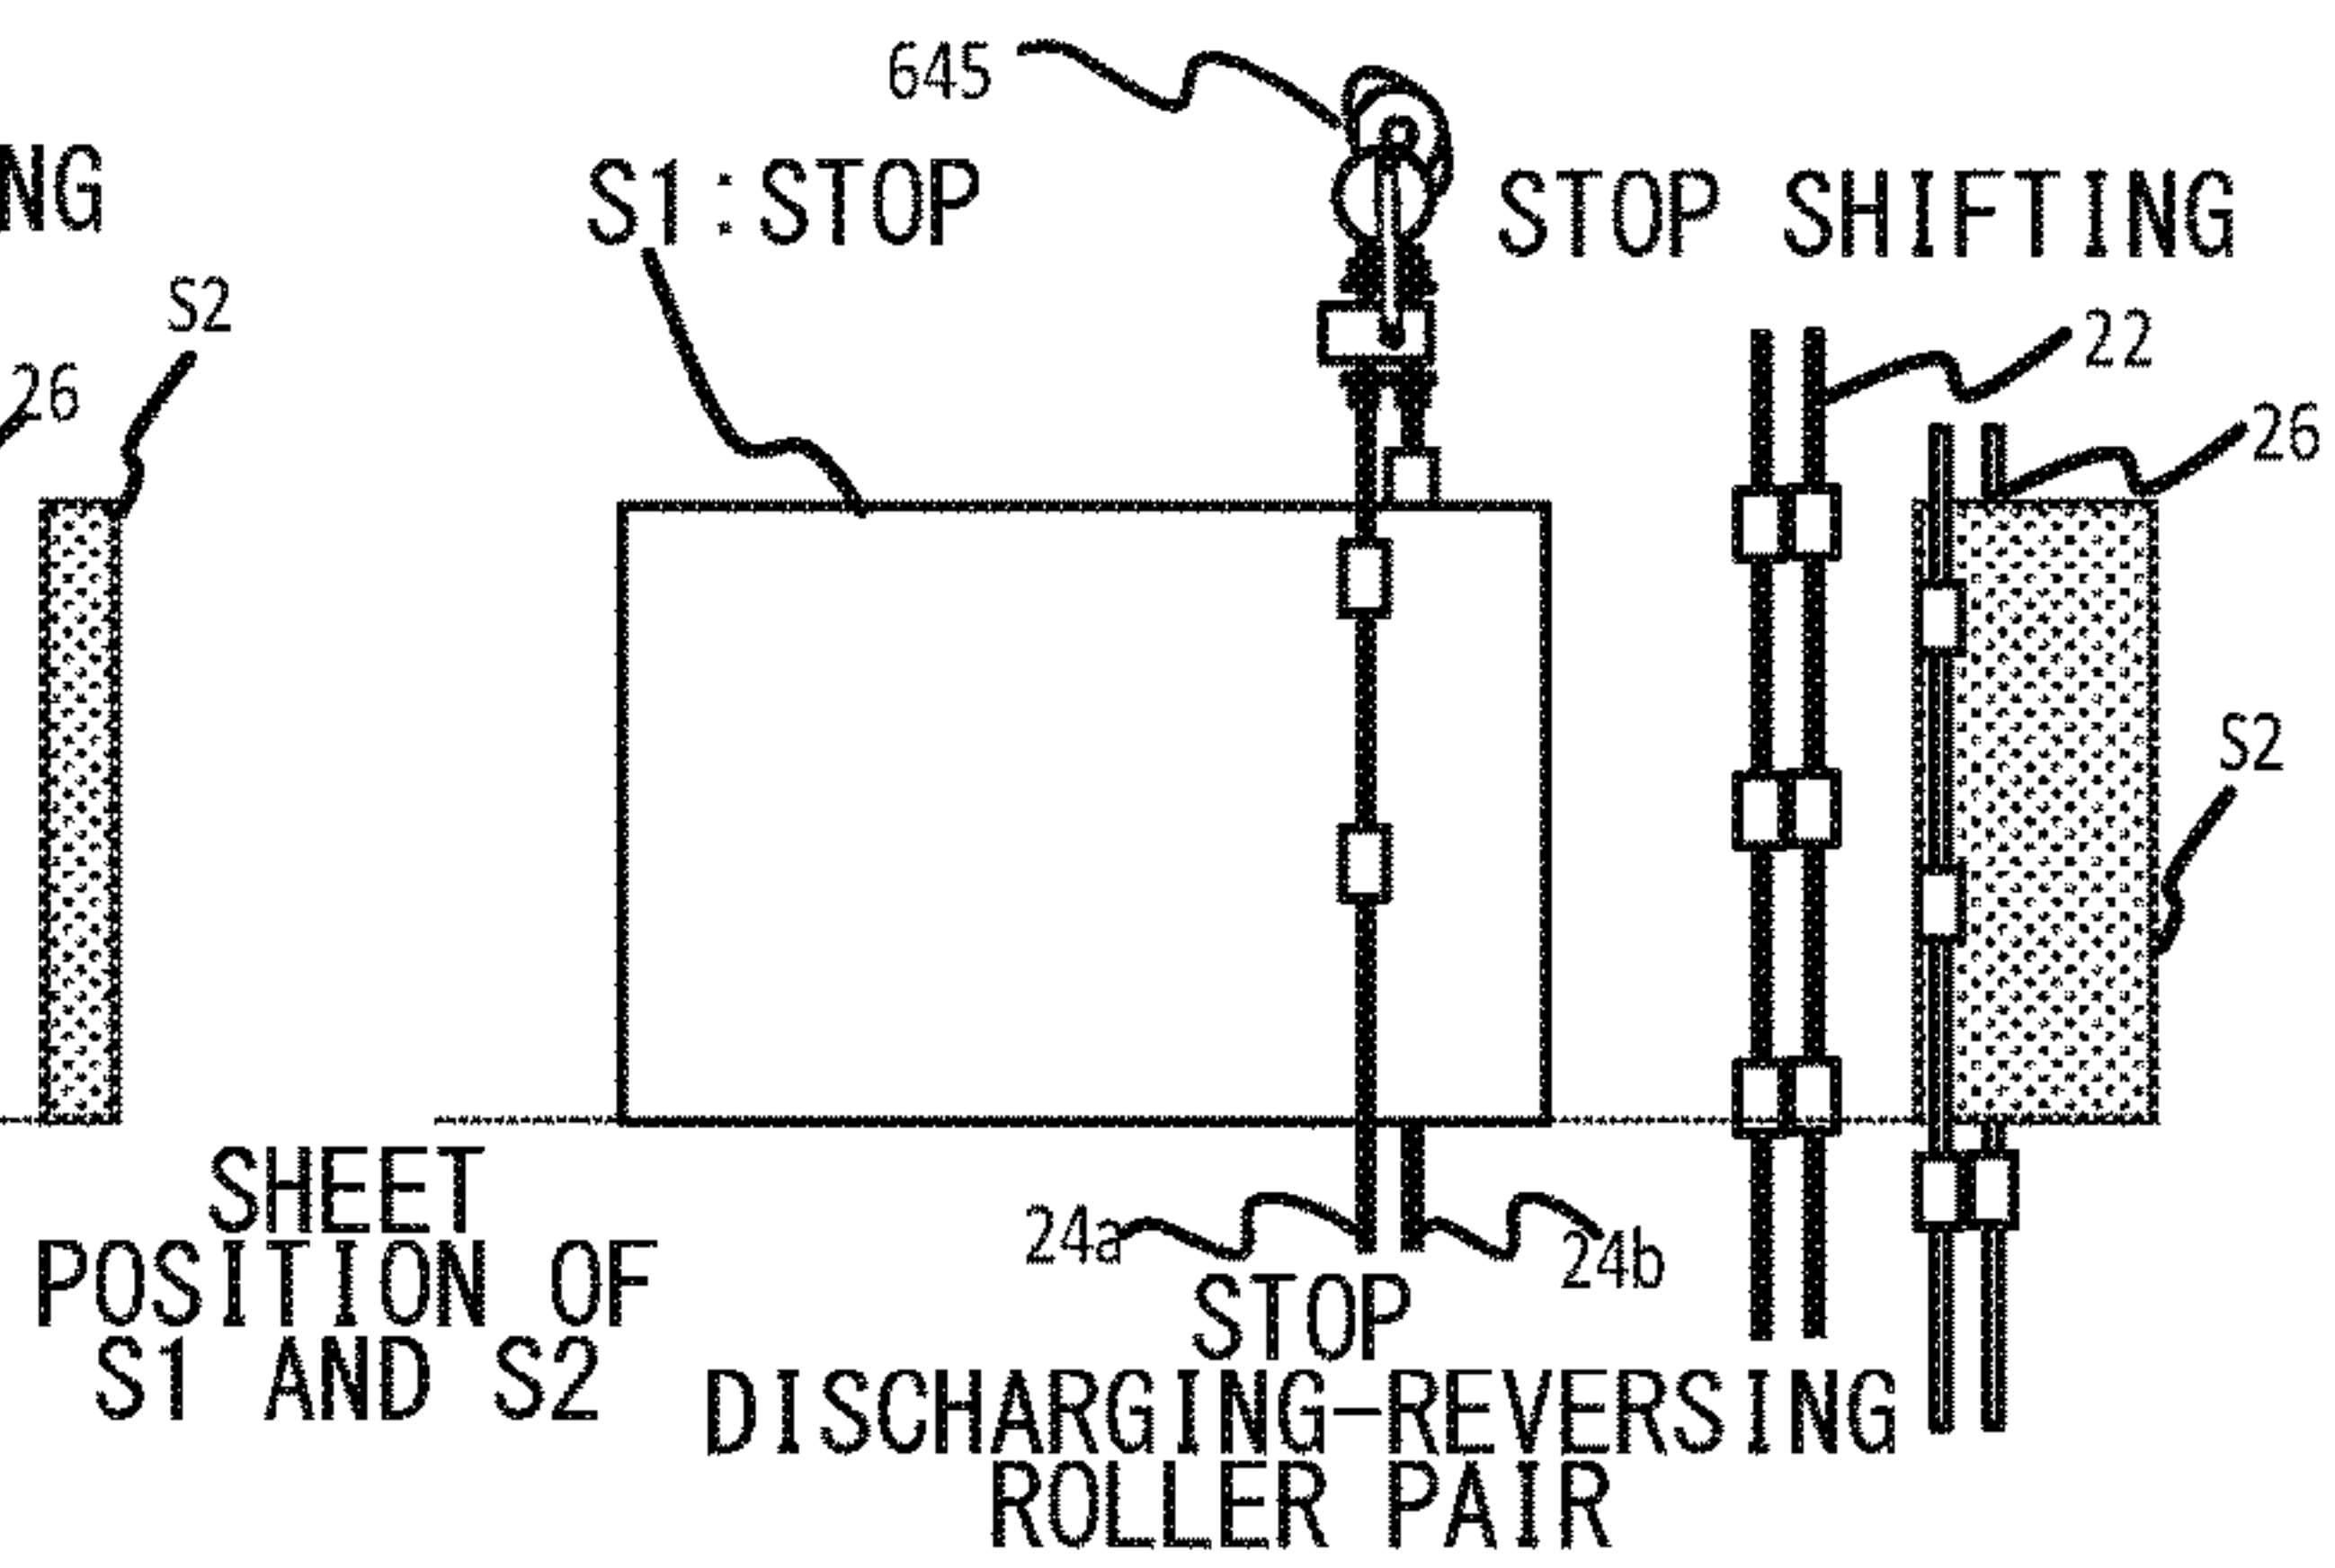 645
NG
S1:STOP
STOP SHIFTING
S2
22
26
26
S2
24a
24b
SHEET
POSITION OF
S1 AND S2
STOP
DISCHARGING-REVERSING
ROLLER PAIR